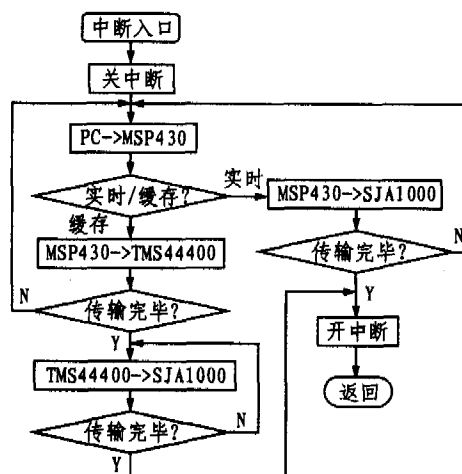 中断入口
关中断
PC->MSP430
实时/缓存?
实时
MSP430->SJA1000
缓存
MSP430->TMS44400
传输完毕?
N
传输完毕?
N
Y
Y
开中断
TMS44400->SJA1000
返回
传输完毕?
N
Y